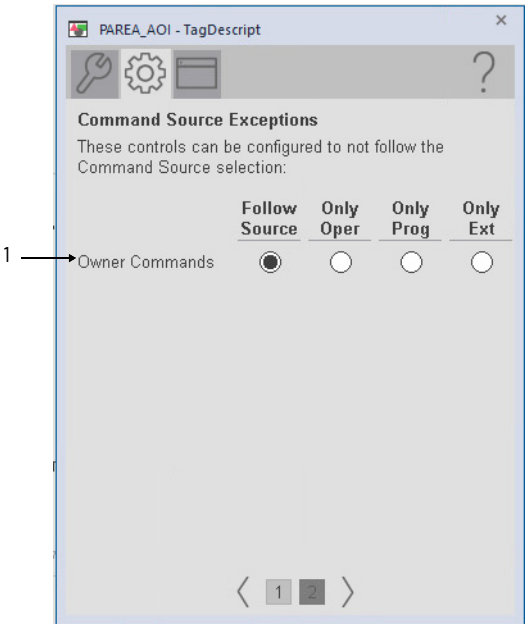 PAREA_AOI - TagDescript
Command Source Exceptions
These controls can be configured to not follow the
Command Source selection:
Follow Source
Only Oper
Only Prog
Only Ext
1
Owner Commands
1 2